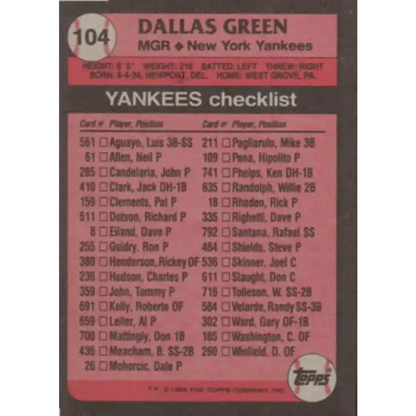 104
DALLAS GREEN
MGR ◆ New York Yankees
HEIGHT: 6' 5" WEIGHT: 210 BATTED: LEFT THREW: RIGHT
BORN: 8-4-34, NEWPORT, DEL. HOME: WEST GROVE, PA.
YANKEES checklist
Card # Player, Position Card # Player, Position
561 Aguayo, Luis 3B-SS 211 Pagliarulo, Mike 3B
61 Allen, Neil P 109 Pena, Hipolito P
285 Candelaria, John P 741 Phelps, Ken DH-1B
410 Clark, Jack DH-1B 635 Randolph, Willie 2B
159 Clements, Pat P 18 Rhoden, Rick P
511 Dotson, Richard P 335 Righetti, Dave P
8 Eiland, Dave P 792 Santana, Rafael SS
255 Guidry, Ron P 484 Shields, Steve P
380 Henderson, Rickey OF 536 Skinner, Joel C
236 Hudson, Charles P 611 Slaught, Don C
359 John, Tommy P 716 Tolleson, W. SS-2B
691 Kelly, Roberto OF 584 Velarde, Randy SS-3B
659 Leiter, Al P 302 Ward, Gary OF-1B
700 Mattingly, Don 1B 185 Washington, C. OF
436 Meacham, B. SS-2B 260 Winfield, D. OF
26 Mohorcic, Dale P
© 1989 THE TOPPS COMPANY, INC.
Topps